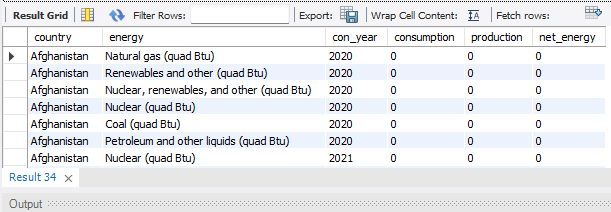 Result Grid Filter Rows: Export: Wrap Cell Content: IA Fetch rows:
country energy con_year consumption production net_energy
Afghanistan Natural gas (quad Btu) 2020 0 0 0
Afghanistan Renewables and other (quad Btu) 2020 0 0 0
Afghanistan Nuclear, renewables, and other (quad Btu) 2020 0 0 0
Afghanistan Nuclear (quad Btu) 2020 0 0 0
Afghanistan Coal (quad Btu) 2020 0 0 0
Afghanistan Petroleum and other liquids (quad Btu) 2020 0 0 0
Afghanistan Nuclear (quad Btu) 2021 0 0 0
Result 34 ×
Output